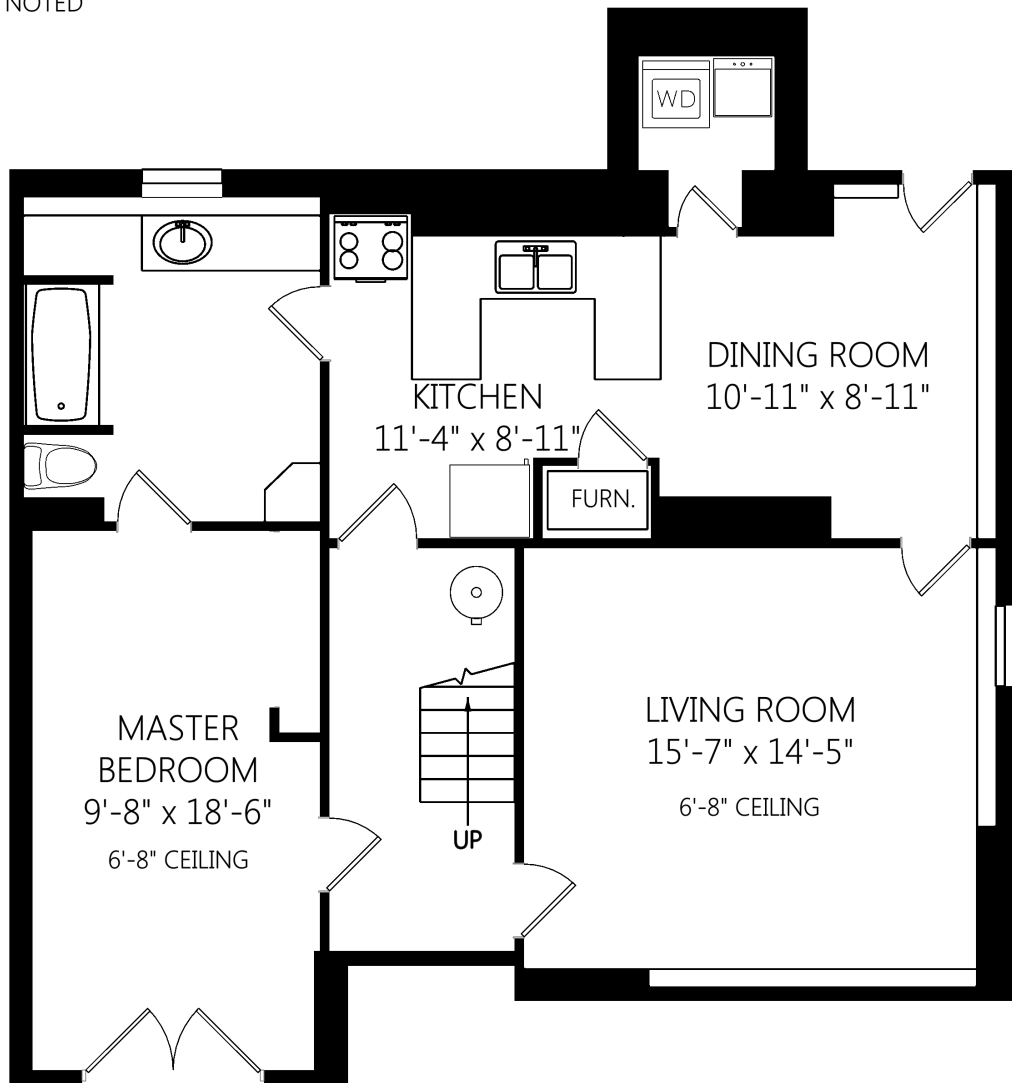 NOTED
WD
DINING ROOM
10'-11" x 8'-11"
KITCHEN
11'-4" x 8'-11"
FURN.
MASTER
BEDROOM
9'-8" x 18'-6"
6'-8" CEILING
LIVING ROOM
15'-7" x 14'-5"
6'-8" CEILING
UP